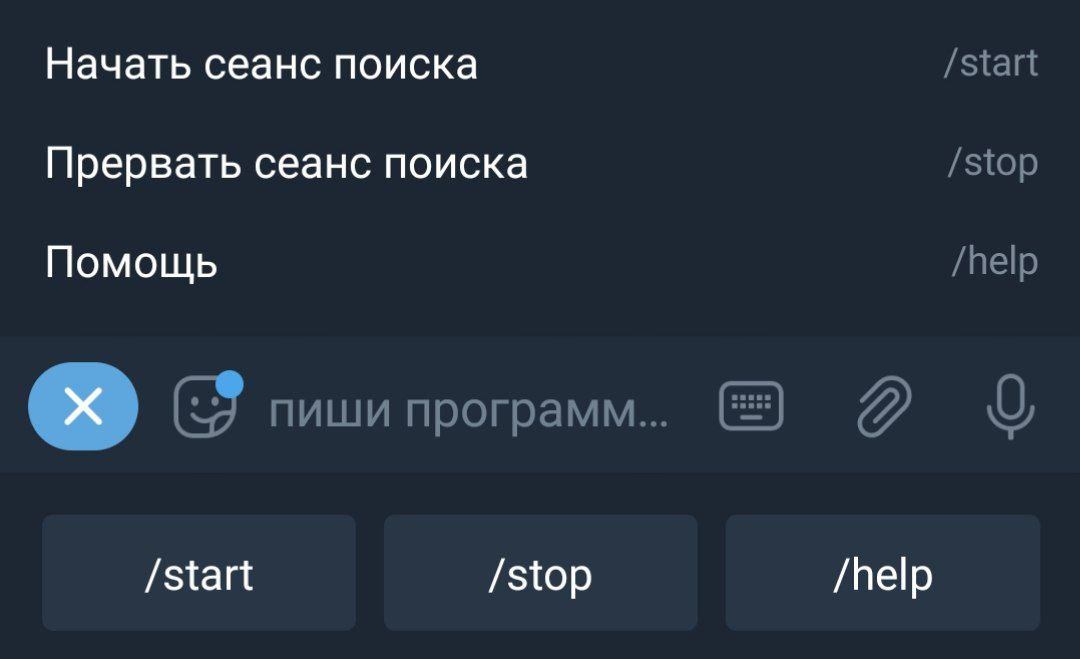 Начать сеанс поиска /start
Прервать сеанс поиска /stop
Помощь /help
пиши программ...
/start /stop /help